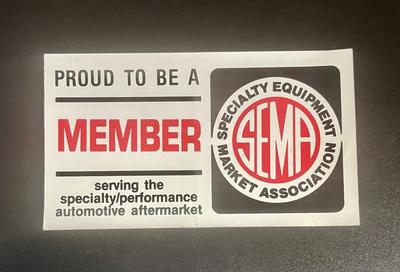 PROUD TO BE A
MEMBER
serving the
specialty/performance
automotive aftermarket
SPECIALTY EQUIPMENT
MARKET ASSOCIATION
SEMA